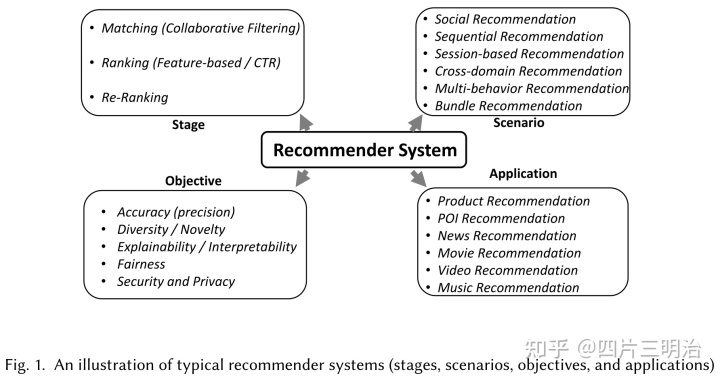 • Matching (Collaborative Filtering)
• Ranking (Feature-based / CTR)
• Re-Ranking
Stage
• Social Recommendation
• Sequential Recommendation
• Session-based Recommendation
• Cross-domain Recommendation
• Multi-behavior Recommendation
• Bundle Recommendation
Scenario
Recommender System
Objective
• Accuracy (precision)
• Diversity / Novelty
• Explainability / Interpretability
• Fairness
• Security and Privacy
Application
• Product Recommendation
• POI Recommendation
• News Recommendation
• Movie Recommendation
• Video Recommendation
• Music Recommendation
知乎 @四片三明治
Fig. 1. An illustration of typical recommender systems (stages, scenarios, objectives, and applications)